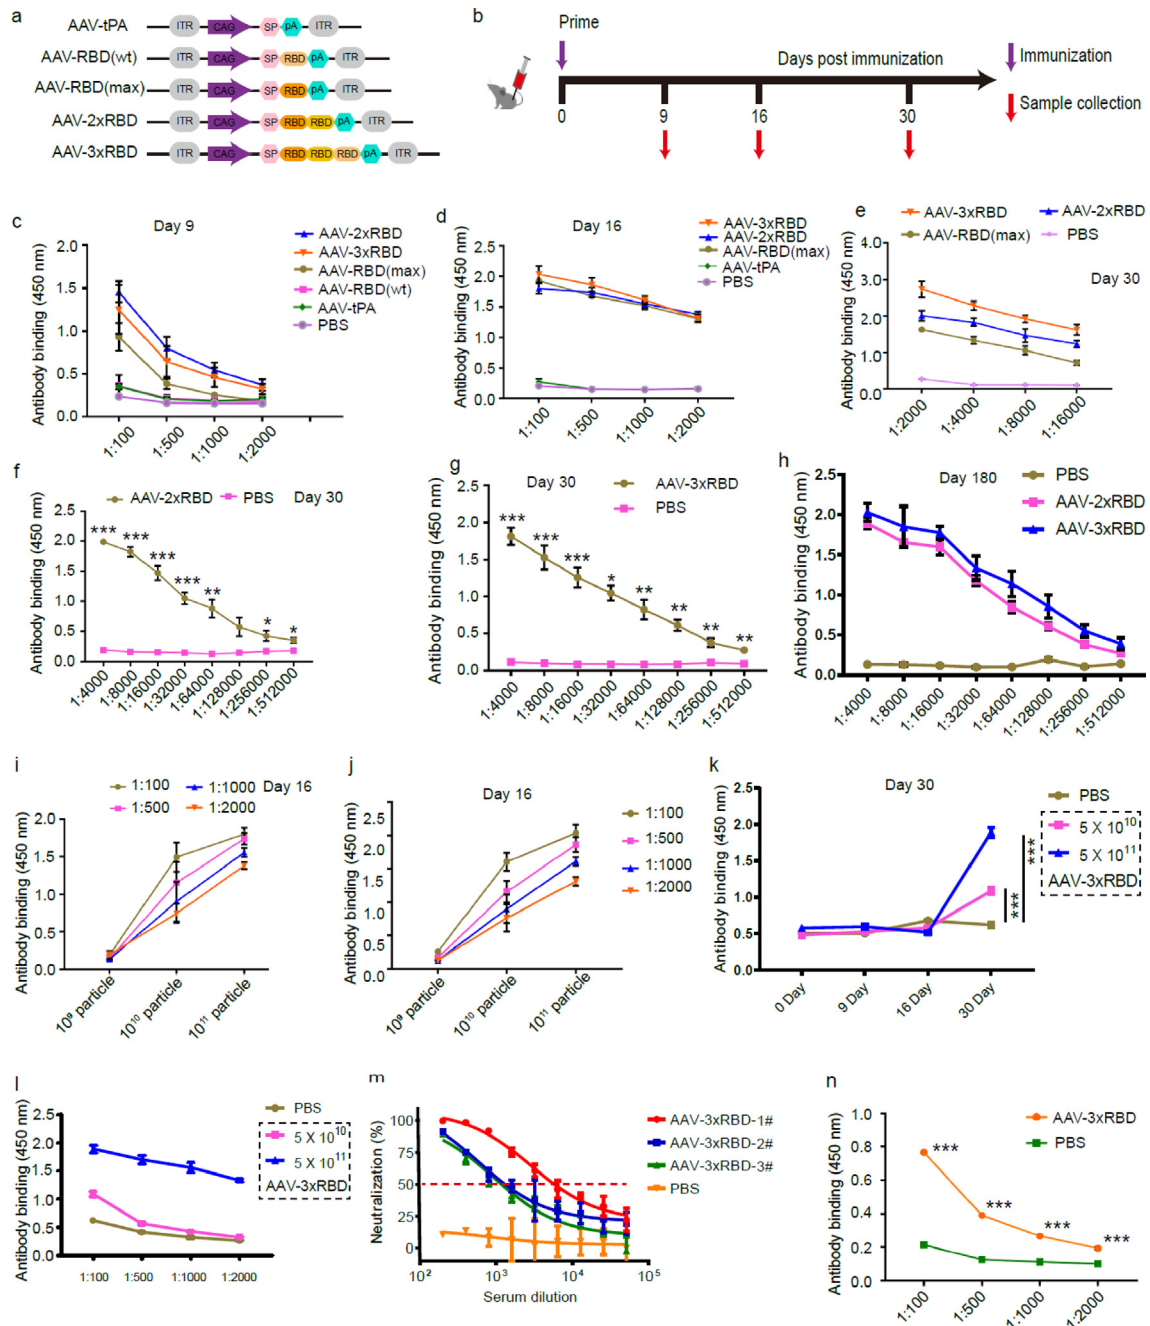 a
AAV-tPA
ITR CAG SP pA ITR
AAV-RBD(wt)
ITR CAG SP RBD pA ITR
AAV-RBD(max)
ITR CAG SP RBD pA ITR
AAV-2xRBD
ITR CAG SP RBD RBD pA ITR
AAV-3xRBD
ITR CAG SP RBD RBD RBD pA ITR
b
Prime
Days post immunization
0 9 16 30
Immunization
Sample collection
c
Day 9
AAV-2xRBD
AAV-3xRBD
AAV-RBD(max)
AAV-RBD(wt)
AAV-tPA
PBS
Antibody binding (450 nm)
2.0
1.5
1.0
0.5
0.0
1:100 1:500 1:1000 1:2000
d
Day 16
AAV-3xRBD
AAV-2xRBD
AAV-RBD(max)
AAV-tPA
PBS
Antibody binding (450 nm)
2.5
2.0
1.5
1.0
0.5
0.0
1:100 1:500 1:1000 1:2000
e
AAV-3xRBD AAV-2xRBD
AAV-RBD(max) PBS
Day 30
Antibody binding (450 nm)
4.0
3.0
2.0
1.0
0.0
1:2000 1:4000 1:8000 1:16000
f
AAV-2xRBD PBS Day 30
Antibody binding (450 nm)
2.5
2.0
1.5
1.0
0.5
0.0
*** *** *** *** ** * *
1:4000 1:8000 1:16000 1:32000 1:64000 1:128000 1:256000 1:512000
g
Day 30
AAV-3xRBD
PBS
Antibody binding (450 nm)
2.5
2.0
1.5
1.0
0.5
0.0
*** *** *** * ** ** ** **
1:4000 1:8000 1:16000 1:32000 1:64000 1:128000 1:256000 1:512000
h
Day 180
PBS
AAV-2xRBD
AAV-3xRBD
Antibody binding (450 nm)
2.5
2.0
1.5
1.0
0.5
0.0
1:4000 1:8000 1:16000 1:32000 1:64000 1:128000 1:256000 1:512000
i
1:100 1:1000 Day 16
1:500 1:2000
Antibody binding (450 nm)
2.0
1.5
1.0
0.5
0.0
10⁹ particle 10¹⁰ particle 10¹¹ particle
j
Day 16
1:100
1:500
1:1000
1:2000
Antibody binding (450 nm)
2.5
2.0
1.5
1.0
0.5
0.0
10⁹ particle 10¹⁰ particle 10¹¹ particle
k
Day 30
PBS
5 X 10¹⁰
5 X 10¹¹
AAV-3xRBD
Antibody binding (450 nm)
2.5
2.0
1.5
1.0
0.5
0.0
*** ***
0 Day 9 Day 16 Day 30 Day
l
PBS
5 X 10¹⁰
5 X 10¹¹
AAV-3xRBD
Antibody binding (450 nm)
2.5
2.0
1.5
1.0
0.5
0.0
1:100 1:500 1:1000 1:2000
m
AAV-3xRBD-1#
AAV-3xRBD-2#
AAV-3xRBD-3#
PBS
Neutralization (%)
100
75
50
25
0
10² 10³ 10⁴ 10⁵
Serum dilution
n
AAV-3xRBD
PBS
Antibody binding (450 nm)
1.0
0.8
0.6
0.4
0.2
0.0
*** *** *** ***
1:100 1:500 1:1000 1:2000